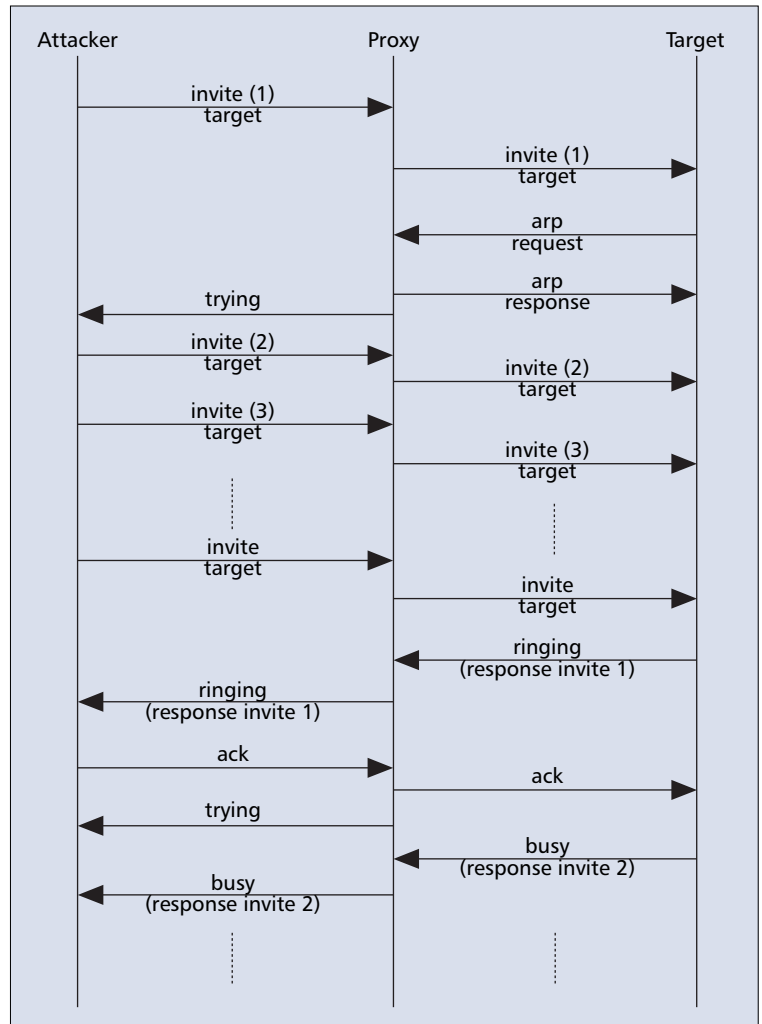 Attacker
Proxy
Target
invite (1)
target
invite (1)
target
arp
request
arp
response
trying
invite (2)
target
invite (2)
target
invite (3)
target
invite (3)
target
invite
target
invite
target
ringing
(response invite 1)
ringing
(response invite 1)
ack
ack
trying
busy
(response invite 2)
busy
(response invite 2)